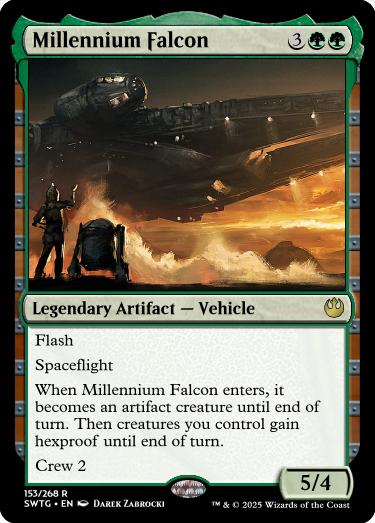 Millennium Falcon 3
Legendary Artifact — Vehicle
Flash
Spaceflight
When Millennium Falcon enters, it
becomes an artifact creature until end of
turn. Then creatures you control gain
hexproof until end of turn.
Crew 2
5/4
153/268 R
SWTG • EN DAREK ZABROCKI
™ & © 2025 Wizards of the Coast